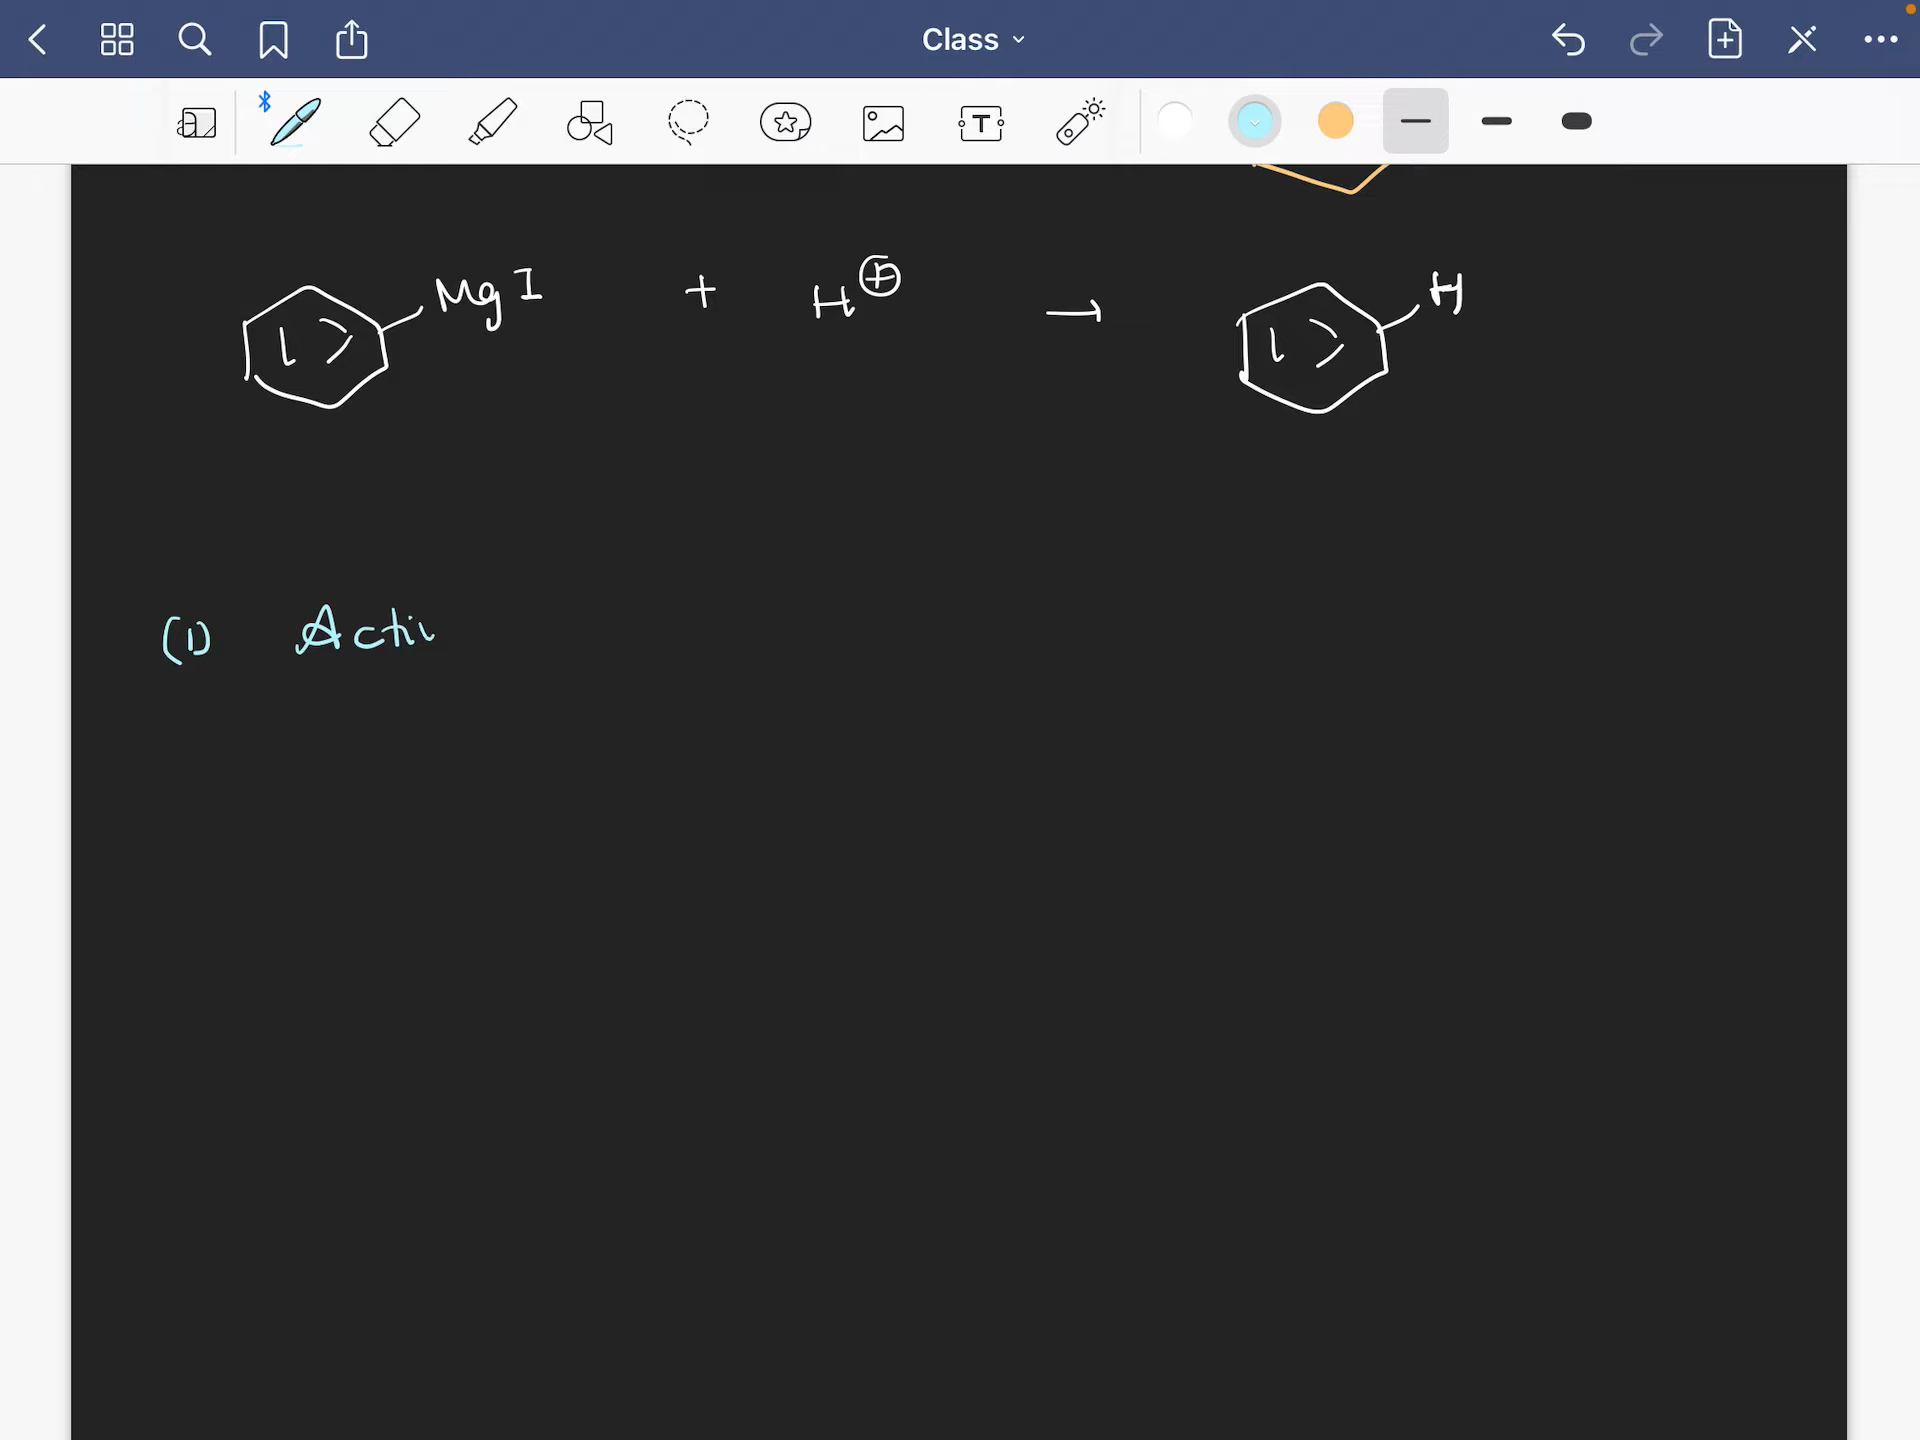 Class
T
MgI + H⊕ → H
(1) Acti